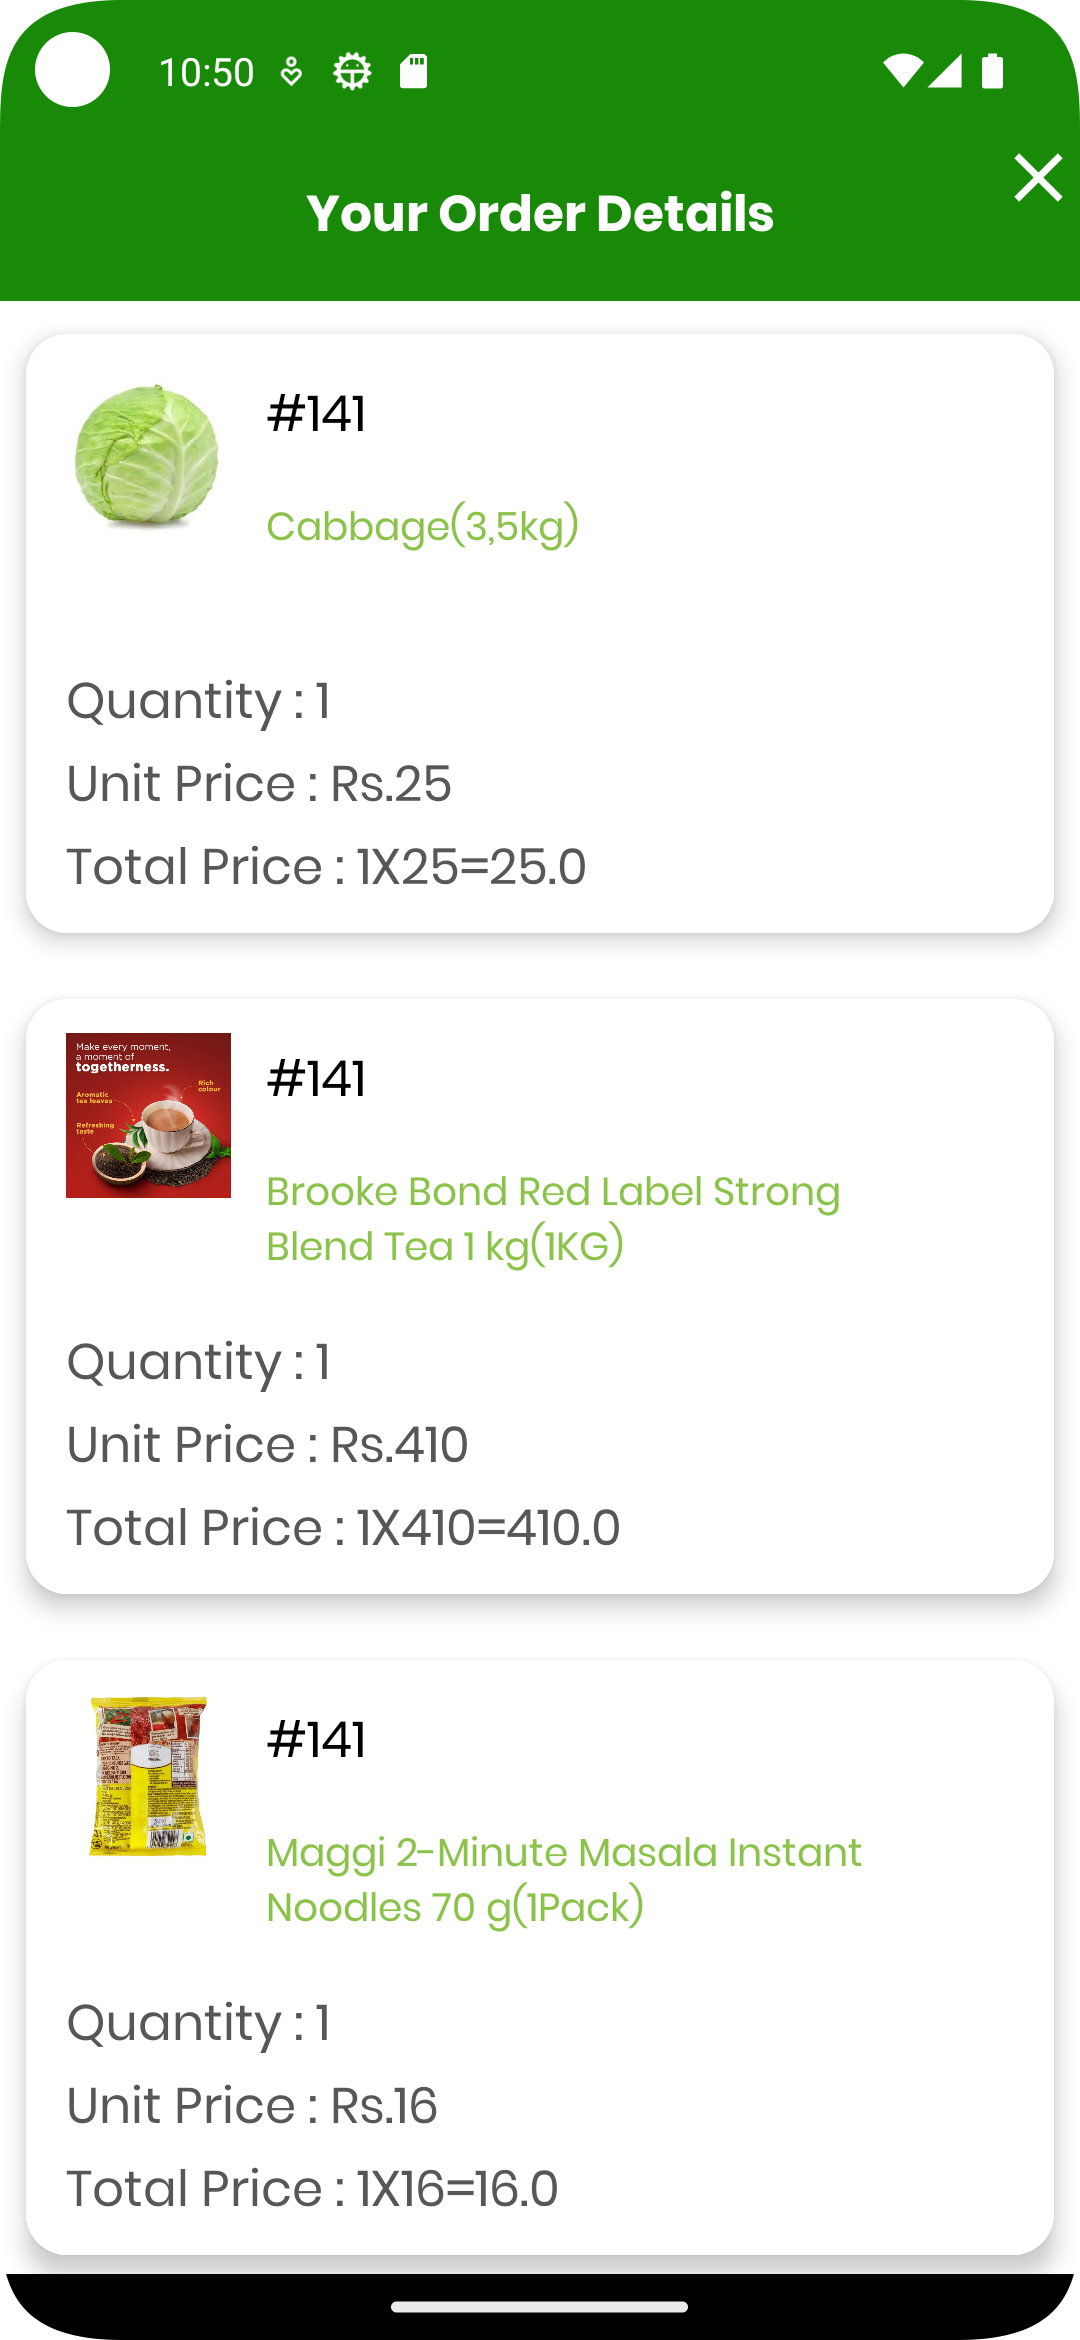 10:50
Your Order Details
#141
Cabbage(3,5kg)
Quantity : 1
Unit Price : Rs.25
Total Price : 1X25=25.0
Make every moment,
a moment of
togetherness.
Rich
colour
Aromatic
tea leaves
Refreshing
taste
#141
Brooke Bond Red Label Strong
Blend Tea 1 kg(1KG)
Quantity : 1
Unit Price : Rs.410
Total Price : 1X410=410.0
#141
Maggi 2-Minute Masala Instant
Noodles 70 g(1Pack)
Quantity : 1
Unit Price : Rs.16
Total Price : 1X16=16.0